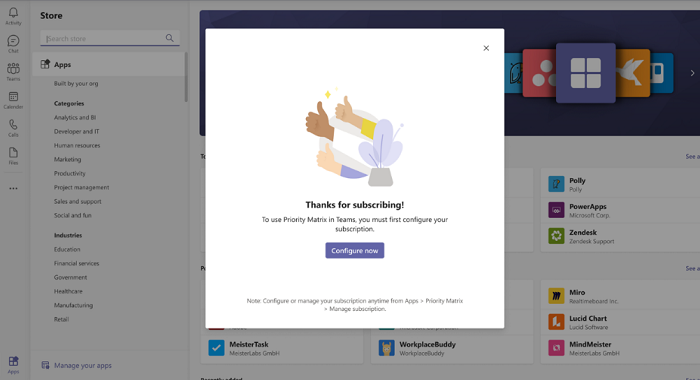 Activity
Chat
Teams
Calendar
Calls
Files
Apps
Store
Search store
Apps
Built by your org
Categories
Analytics and BI
Developer and IT
Human resources
Marketing
Productivity
Project management
Sales and support
Social and fun
Industries
Education
Financial services
Government
Healthcare
Manufacturing
Retail
Manage your apps
Thanks for subscribing!
To use Priority Matrix in Teams, you must first configure your
subscription.
Configure now
Note: Configure or manage your subscription anytime from Apps > Priority Matrix
> Manage subscription.
See a
Polly
Polly
PowerApps
Microsoft Corp.
Zendesk
Zendesk Support
See a
Miro
Realtimeboard Inc.
Lucid Chart
Lucid Software
MeisterTask
MeisterLabs GmbH
WorkplaceBuddy
WorkplaceBuddy
MindMeister
MeisterLabs GmbH
Recently added